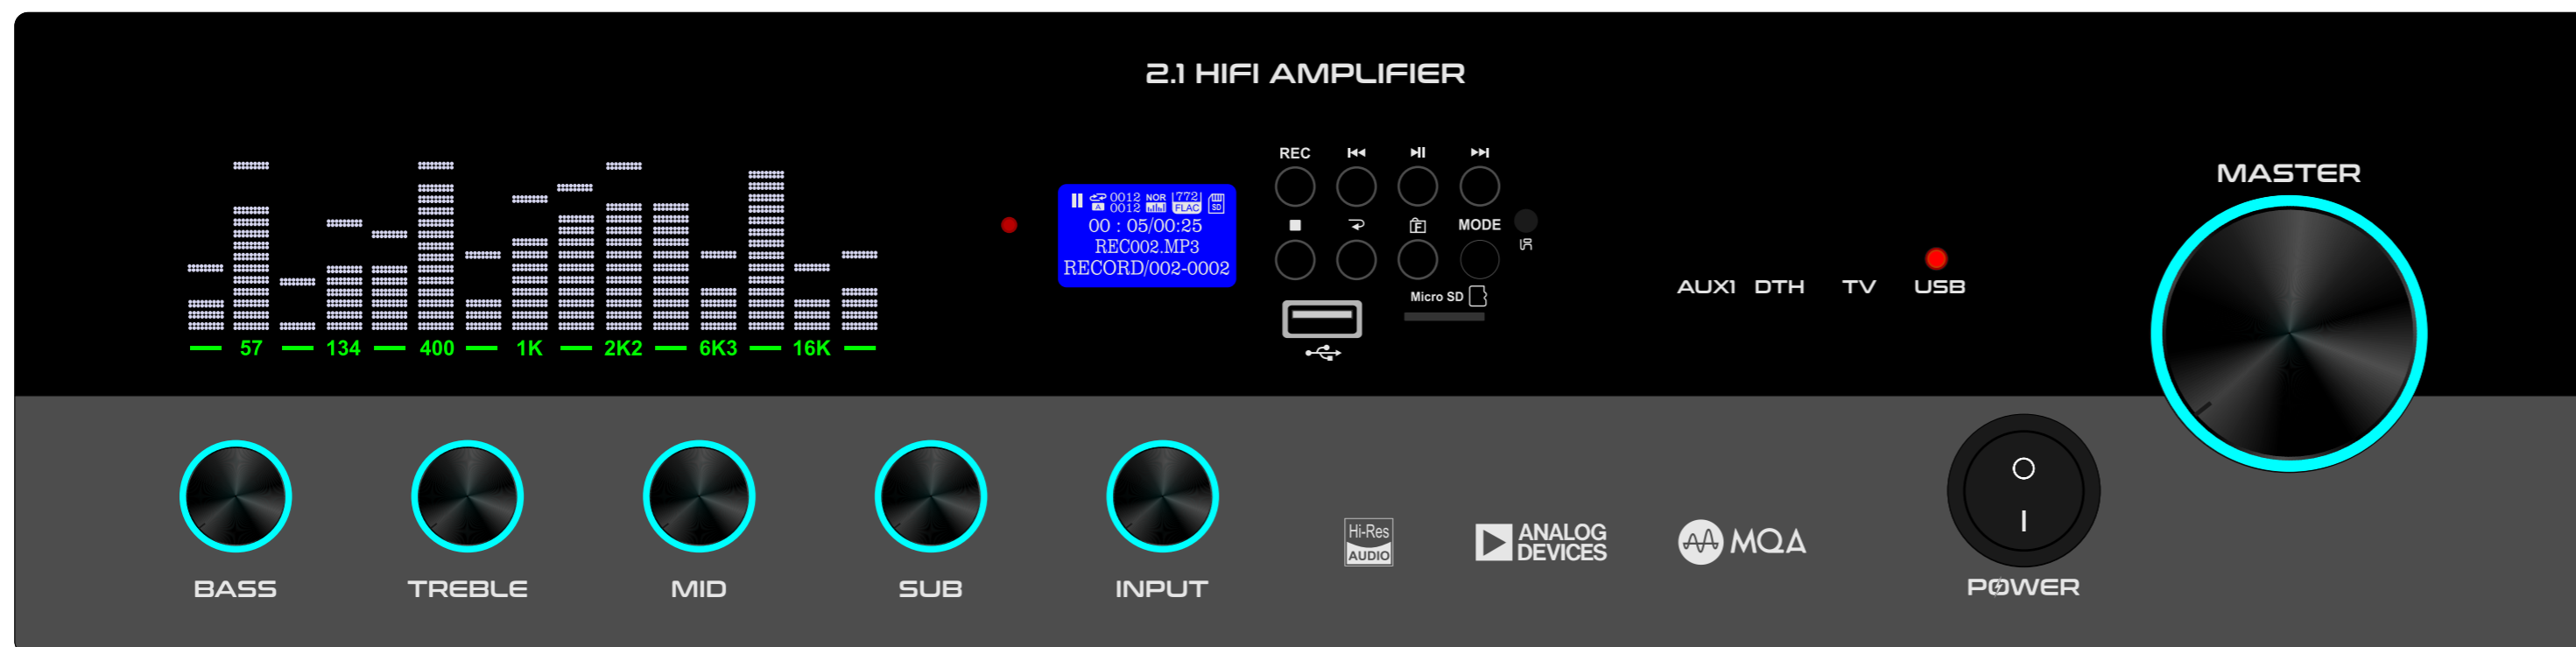 2.1 HIFI AMPLIFIER
MASTER
REC
0012 NOR 772
A 0012 FLAC SD
00 : 05/00:25
REC002.MP3
RECORD/002-0002
F MODE
Micro SD
AUX1 DTH TV USB
57 134 400 1K 2K2 6K3 16K
Hi-Res
AUDIO
ANALOG
DEVICES
MQA
BASS TREBLE MID SUB INPUT
POWER